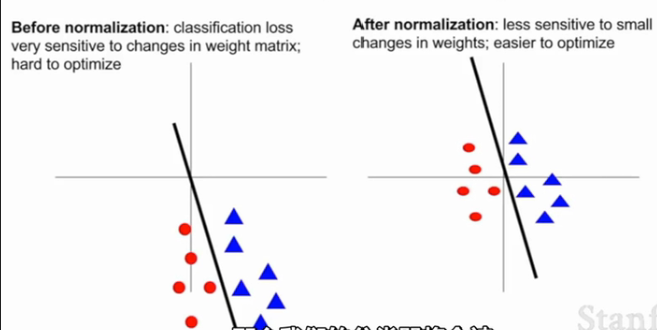 Before normalization: classification loss
very sensitive to changes in weight matrix;
hard to optimize
After normalization: less sensitive to small
changes in weights; easier to optimize